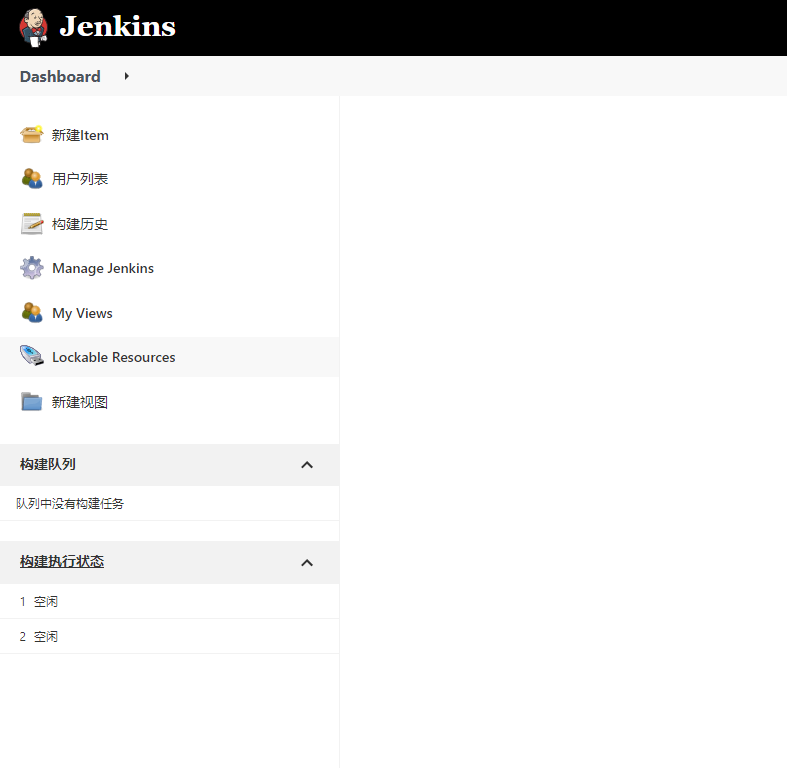 Jenkins
Dashboard
新建Item
用户列表
构建历史
Manage Jenkins
My Views
Lockable Resources
新建视图
构建队列
队列中没有构建任务
构建执行状态
1 空闲
2 空闲